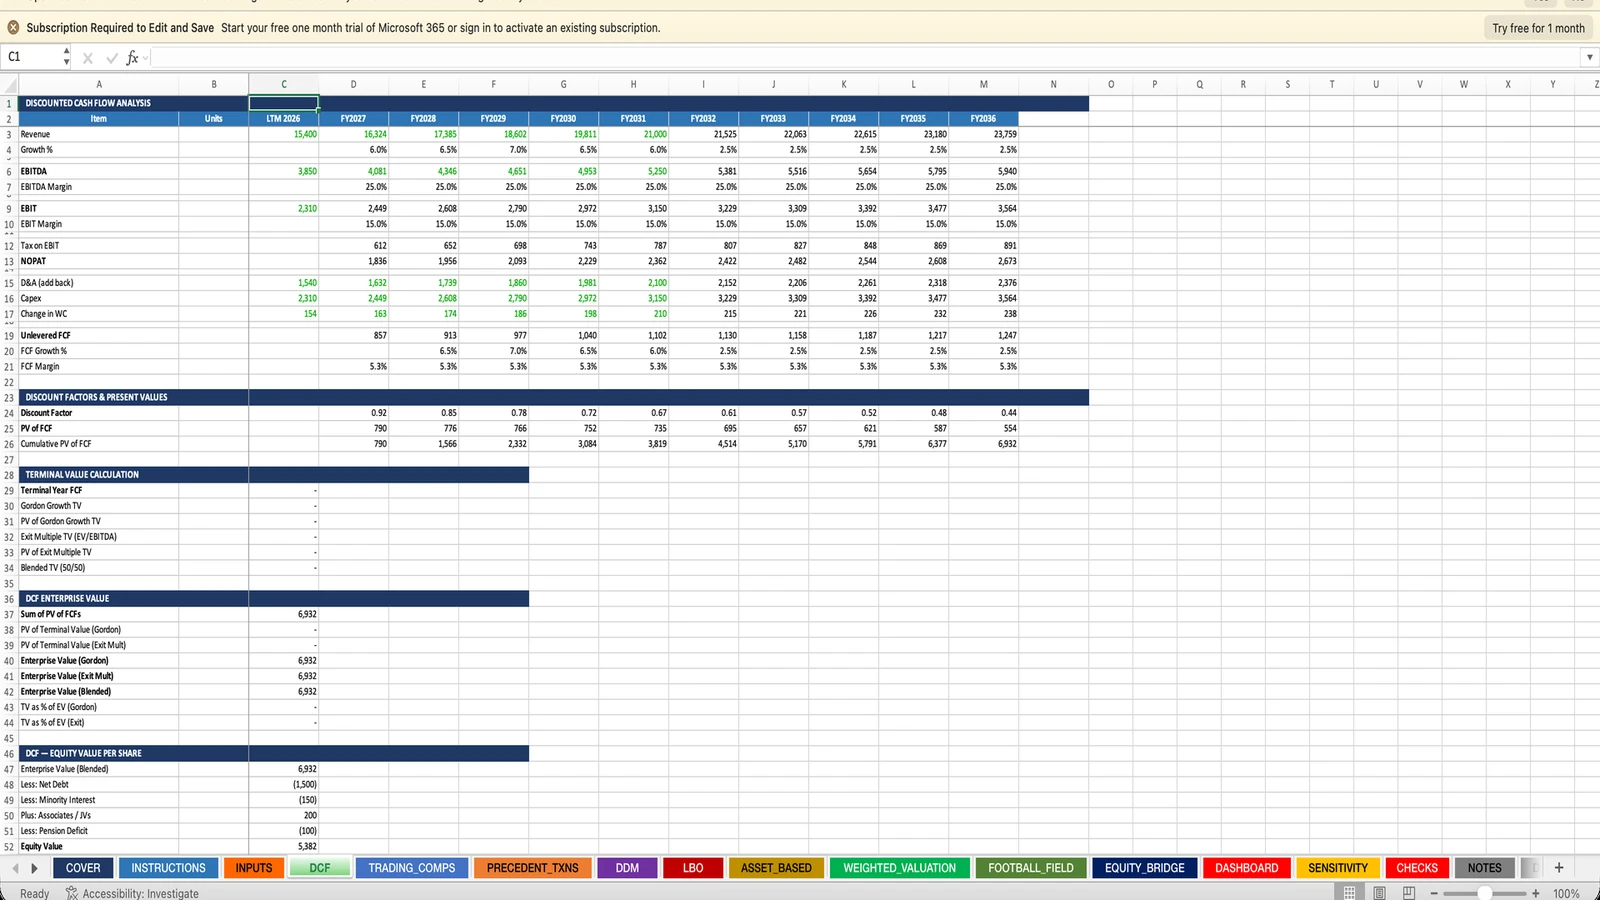 Subscription Required to Edit and Save Start your free one month trial of Microsoft 365 or sign in to activate an existing subscription. Try free for 1 month
C1 fx
A B C D E F G H I J K L M N O P Q R S T U V W X Y Z
1 DISCOUNTED CASH FLOW ANALYSIS
2 Item Units LTM 2026 FY2027 FY2028 FY2029 FY2030 FY2031 FY2032 FY2033 FY2034 FY2035 FY2036
3 Revenue 15,400 16,324 17,385 18,602 19,811 21,000 21,525 22,063 22,615 23,180 23,759
4 Growth % 6.0% 6.5% 7.0% 6.5% 6.0% 2.5% 2.5% 2.5% 2.5% 2.5%
6 EBITDA 3,850 4,081 4,346 4,651 4,953 5,250 5,381 5,516 5,654 5,795 5,940
7 EBITDA Margin 25.0% 25.0% 25.0% 25.0% 25.0% 25.0% 25.0% 25.0% 25.0% 25.0%
9 EBIT 2,310 2,449 2,608 2,790 2,972 3,150 3,229 3,309 3,392 3,477 3,564
10 EBIT Margin 15.0% 15.0% 15.0% 15.0% 15.0% 15.0% 15.0% 15.0% 15.0% 15.0%
12 Tax on EBIT 612 652 698 743 787 807 827 848 869 891
13 NOPAT 1,836 1,956 2,093 2,229 2,362 2,422 2,482 2,544 2,608 2,673
15 D&A (add back) 1,540 1,632 1,739 1,860 1,981 2,100 2,152 2,206 2,261 2,318 2,376
16 Capex 2,310 2,449 2,608 2,790 2,972 3,150 3,229 3,309 3,392 3,477 3,564
17 Change in WC 154 163 174 186 198 210 215 221 226 232 238
19 Unlevered FCF 857 913 977 1,040 1,102 1,130 1,158 1,187 1,217 1,247
20 FCF Growth % 6.5% 7.0% 6.5% 6.0% 2.5% 2.5% 2.5% 2.5% 2.5%
21 FCF Margin 5.3% 5.3% 5.3% 5.3% 5.3% 5.3% 5.3% 5.3% 5.3% 5.3%
22
23 DISCOUNT FACTORS & PRESENT VALUES
24 Discount Factor 0.92 0.85 0.78 0.72 0.67 0.61 0.57 0.52 0.48 0.44
25 PV of FCF 790 776 766 752 735 695 657 621 587 554
26 Cumulative PV of FCF 790 1,566 2,332 3,084 3,819 4,514 5,170 5,791 6,377 6,932
27
28 TERMINAL VALUE CALCULATION
29 Terminal Year FCF -
30 Gordon Growth TV -
31 PV of Gordon Growth TV -
32 Exit Multiple TV (EV/EBITDA) -
33 PV of Exit Multiple TV -
34 Blended TV (50/50) -
35
36 DCF ENTERPRISE VALUE
37 Sum of PV of FCFs 6,932
38 PV of Terminal Value (Gordon) -
39 PV of Terminal Value (Exit Mult) -
40 Enterprise Value (Gordon) 6,932
41 Enterprise Value (Exit Mult) 6,932
42 Enterprise Value (Blended) 6,932
43 TV as % of EV (Gordon) -
44 TV as % of EV (Exit) -
45
46 DCF — EQUITY VALUE PER SHARE
47 Enterprise Value (Blended) 6,932
48 Less: Net Debt (1,500)
49 Less: Minority Interest (150)
50 Plus: Associates / JVs 200
51 Less: Pension Deficit (100)
52 Equity Value 5,382
COVER INSTRUCTIONS INPUTS DCF TRADING_COMPS PRECEDENT_TXNS DDM LBO ASSET_BASED WEIGHTED_VALUATION FOOTBALL_FIELD EQUITY_BRIDGE DASHBOARD SENSITIVITY CHECKS NOTES
Ready Accessibility: Investigate 100%